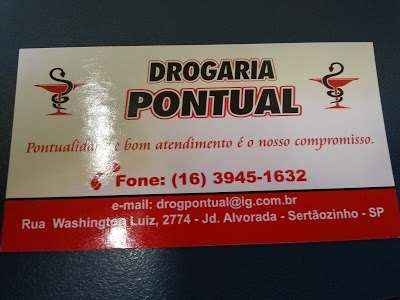 DROGARIA
PONTUAL
Pontualidade e bom atendimento é o nosso compromisso.
Fone: (16) 3945-1632
e-mail: drogpontual@ig.com.br
Rua Washington Luiz, 2774 - Jd. Alvorada - Sertãozinho - SP